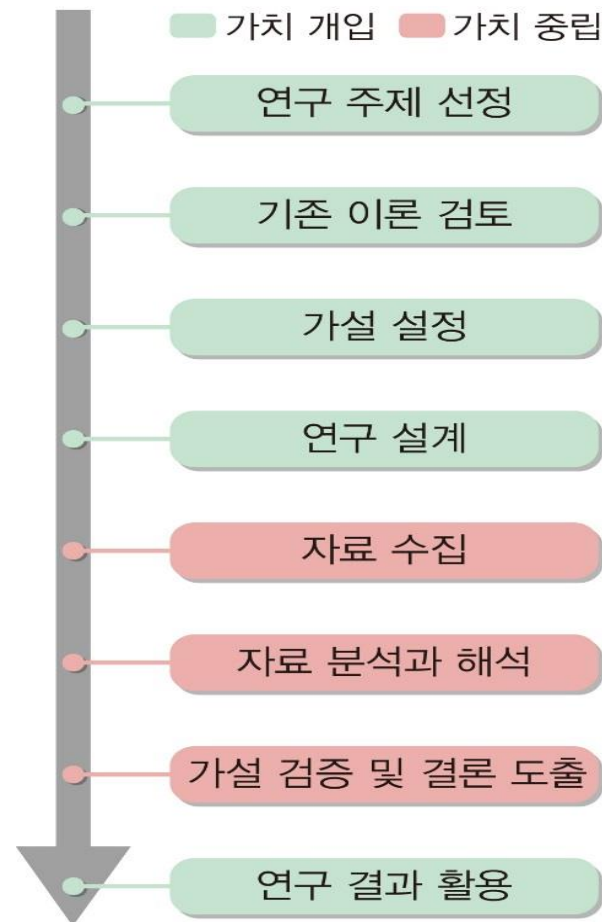 가치 개입 가치 중립
연구 주제 선정
기존 이론 검토
가설 설정
연구 설계
자료 수집
자료 분석과 해석
가설 검증 및 결론 도출
연구 결과 활용